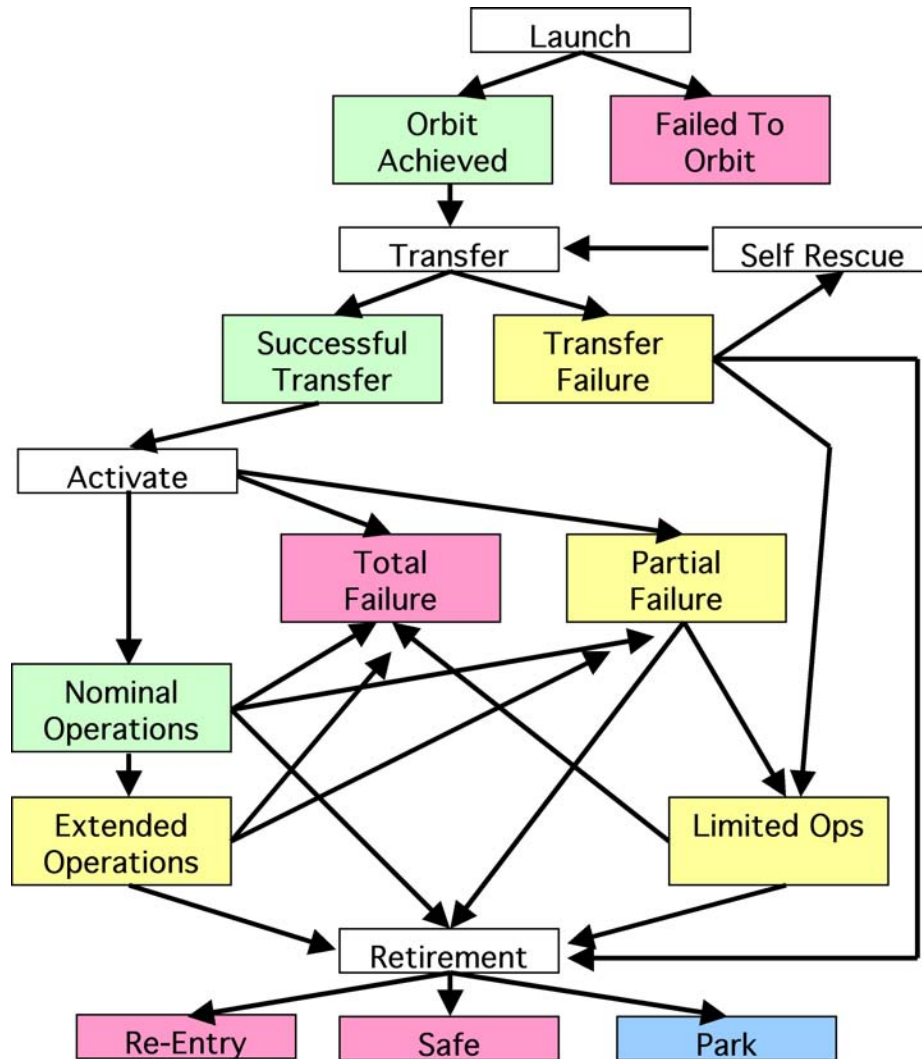 Launch
Orbit
Achieved
Failed To
Orbit
Transfer
Self Rescue
Successful
Transfer
Transfer
Failure
Activate
Total
Failure
Partial
Failure
Nominal
Operations
Extended
Operations
Limited Ops
Retirement
Re-Entry
Safe
Park